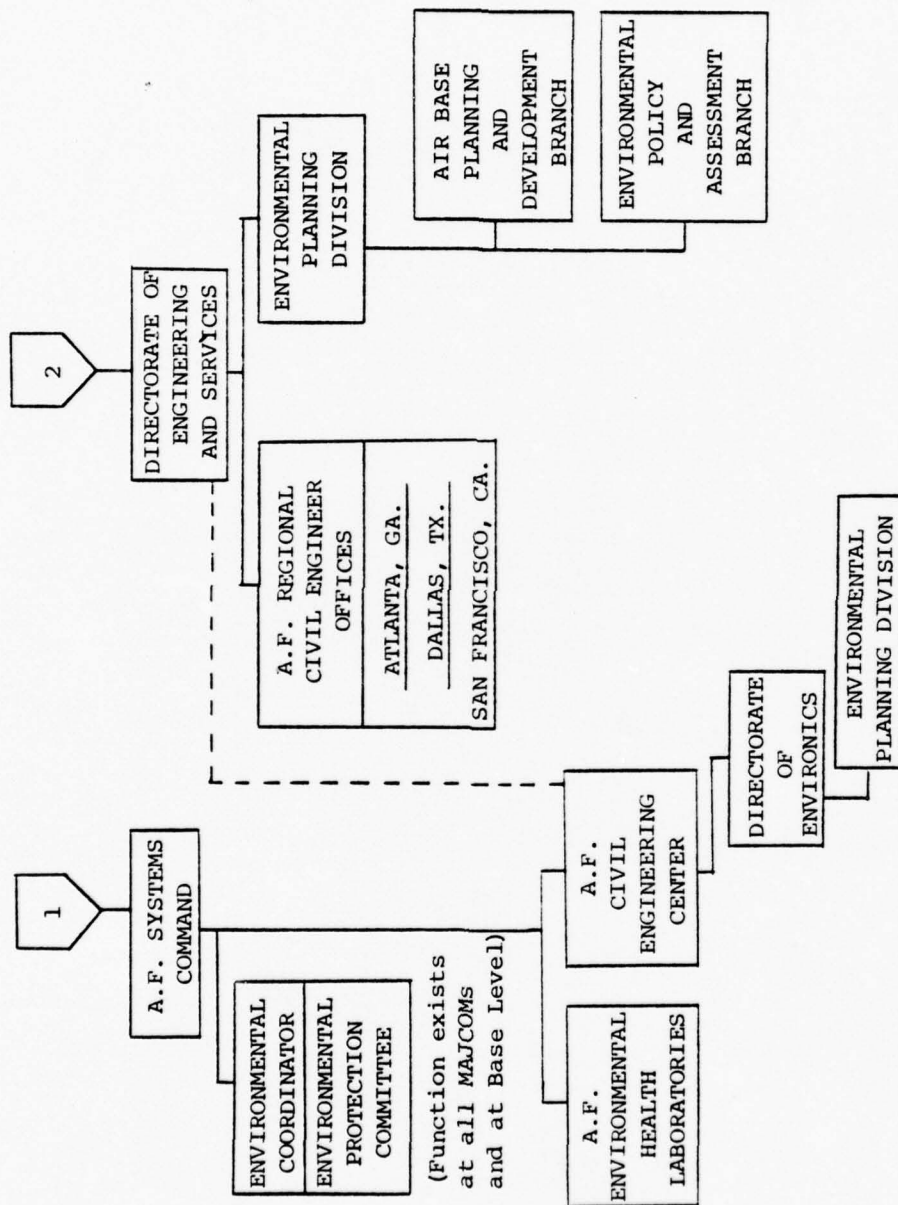 1
A.F. SYSTEMS
COMMAND
ENVIRONMENTAL
COORDINATOR
ENVIRONMENTAL
PROTECTION
COMMITTEE
(Function exists
at all MAJCOMs
and at Base Level)
A.F.
ENVIRONMENTAL
HEALTH
LABORATORIES
A.F.
CIVIL
ENGINEERING
CENTER
DIRECTORATE
OF
ENVIRONICS
ENVIRONMENTAL
PLANNING DIVISION
2
DIRECTORATE OF
ENGINEERING
AND SERVICES
A.F. REGIONAL
CIVIL ENGINEER
OFFICES
ATLANTA, GA.
DALLAS, TX.
SAN FRANCISCO, CA.
ENVIRONMENTAL
PLANNING
DIVISION
AIR BASE
PLANNING
AND
DEVELOPMENT
BRANCH
ENVIRONMENTAL
POLICY
AND
ASSESSMENT
BRANCH